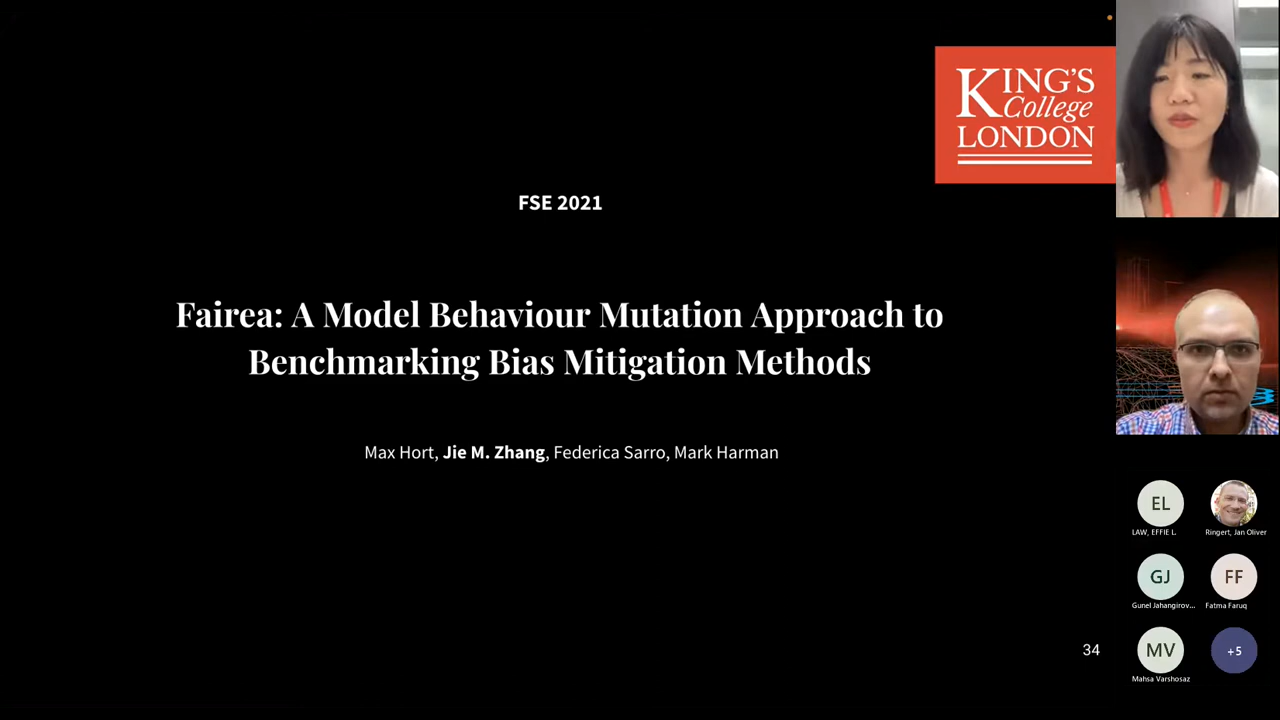 KING'S
College
LONDON
FSE 2021
Fairea: A Model Behaviour Mutation Approach to
Benchmarking Bias Mitigation Methods
Max Hort, Jie M. Zhang, Federica Sarro, Mark Harman
34
EL
LAW, EFFIE L.
Ringert, Jan Oliver
GJ
Gunel Jahangirov...
FF
Fatma Faruq
MV
Mahsa Varshosaz
+5